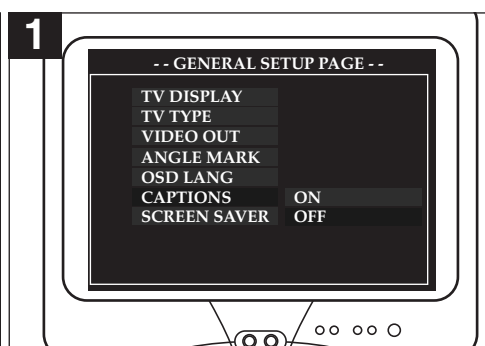 1
- - GENERAL SETUP PAGE - -
TV DISPLAY
TV TYPE
VIDEO OUT
ANGLE MARK
OSD LANG
CAPTIONS ON
SCREEN SAVER OFF